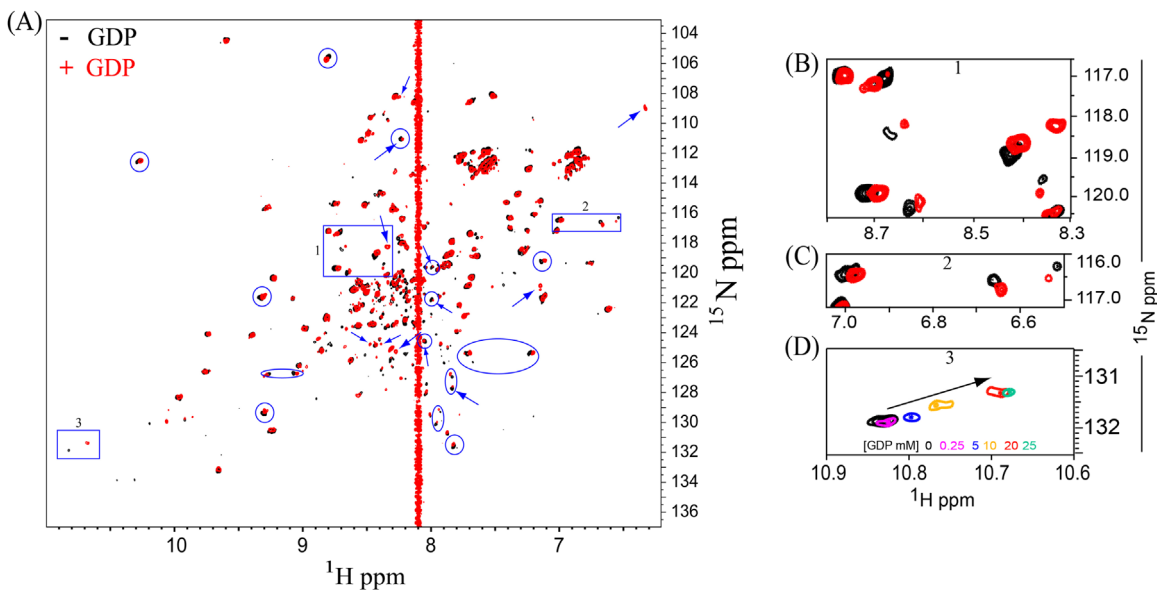 (A)
- GDP
+ GDP
1
2
3
104
106
108
110
112
114
116
118
120
122
124
126
128
130
132
134
136
15N ppm
10 9 8 7
1H ppm
(B)
1
117.0
118.0
119.0
120.0
8.7 8.5 8.4 8.3
(C)
2
116.0
117.0
7.0 6.8 6.6
(D)
3
131
132
[GDP mM] 0 0.25 5 10 20 25
10.9 10.8 10.7 10.6
1H ppm
15N ppm